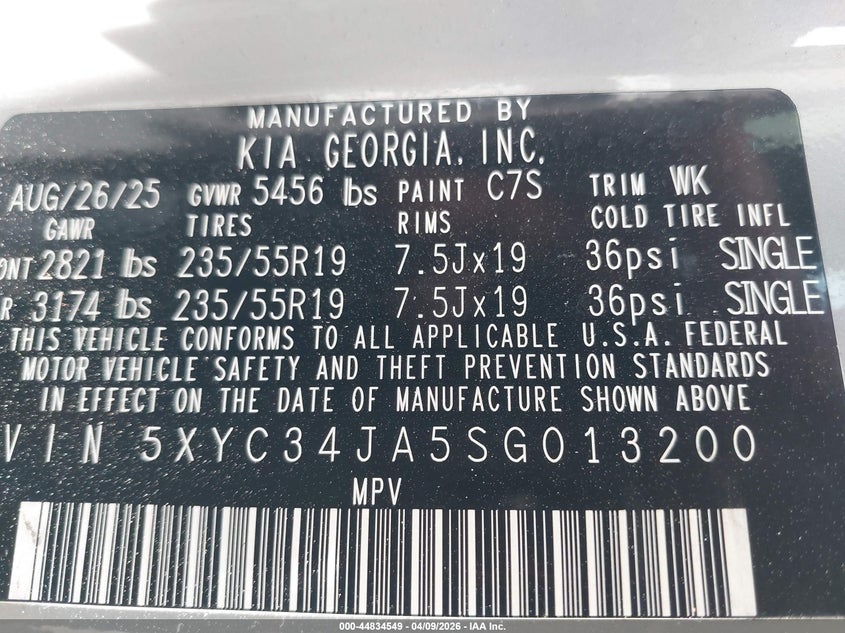 MANUFACTURED BY
KIA GEORGIA, INC.
AUG/26/25 GVWR 5456 lbs PAINT C7S TRIM WK
GAWR TIRES RIMS COLD TIRE INFL
ONT 2821 lbs 235/55R19 7.5Jx19 36psi SINGLE
R 3174 lbs 235/55R19 7.5Jx19 36psi SINGLE
THIS VEHICLE CONFORMS TO ALL APPLICABLE U.S.A. FEDERAL
MOTOR VEHICLE SAFETY AND THEFT PREVENTION STANDARDS
IN EFFECT ON THE DATE OF MANUFACTURE SHOWN ABOVE
VIN 5XYC34JA5SG013200
MPV
000-44834549 - 04/09/2026 - IAA Inc.